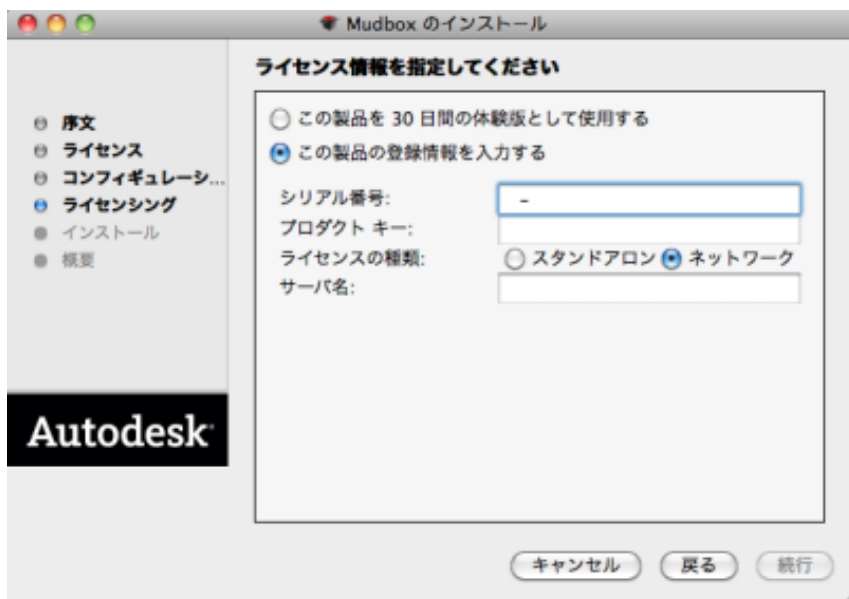 Mudbox のインストール
ライセンス情報を指定してください
序文
ライセンス
コンフィギュレーシ...
ライセンシング
インストール
概要
この製品を 30 日間の体験版として使用する
この製品の登録情報を入力する
シリアル番号: -
プロダクト キー:
ライセンスの種類: スタンドアロン ネットワーク
サーバ名:
Autodesk
キャンセル 戻る 続行